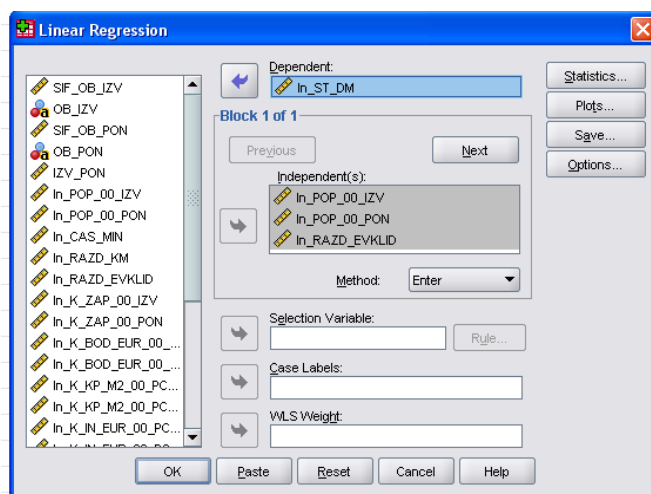 Linear Regression
SIF_OB_IZV
OB_IZV
SIF_OB_PON
OB_PON
IZV_PON
ln_POP_00_IZV
ln_POP_00_PON
ln_CAS_MIN
ln_RAZD_KM
ln_RAZD_EVKLID
ln_K_ZAP_00_IZV
ln_K_ZAP_00_PON
ln_K_BOD_EUR_00_...
ln_K_BOD_EUR_00_...
ln_K_KP_M2_00_PC...
ln_K_KP_M2_00_PC...
ln_K_IN_EUR_00_PC...
Dependent:
ln_ST_DM
Block 1 of 1
Previous
Next
Independent(s):
ln_POP_00_IZV
ln_POP_00_PON
ln_RAZD_EVKLID
Method:
Enter
Selection Variable:
Rule...
Case Labels:
WLS Weight:
Statistics...
Plots...
Save...
Options...
OK
Paste
Reset
Cancel
Help